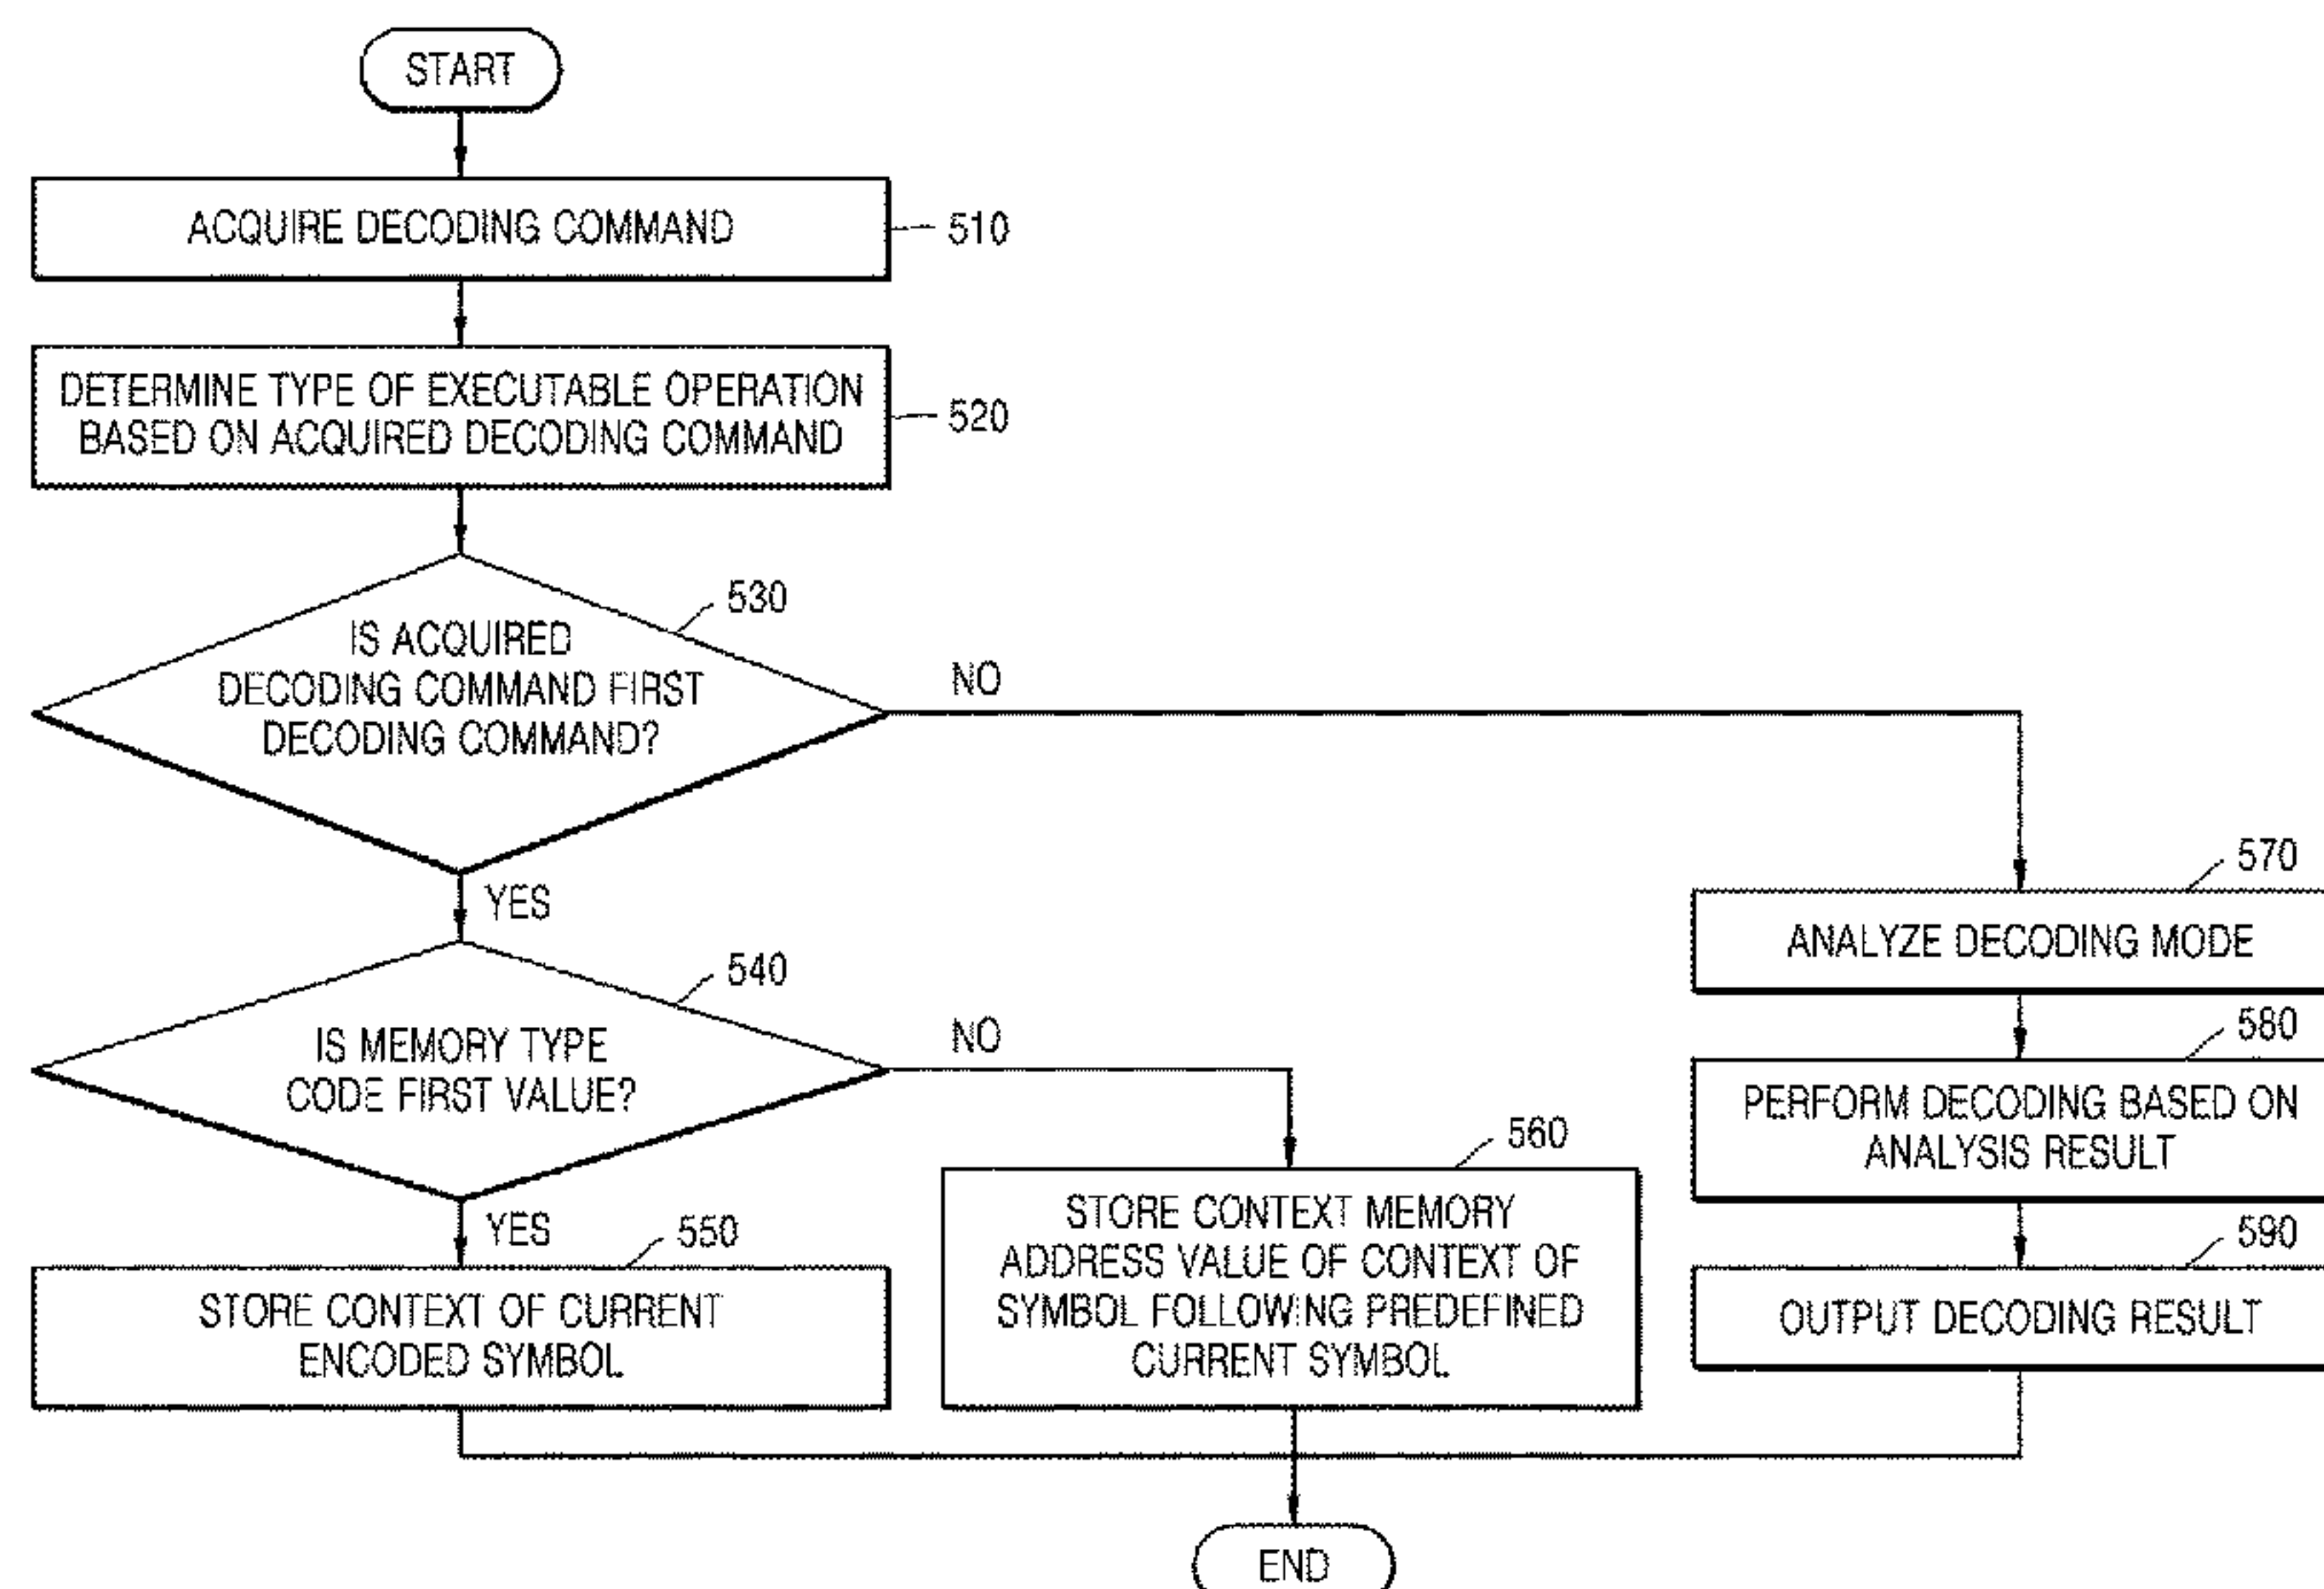 START
ACQUIRE DECODING COMMAND
510
DETERMINE TYPE OF EXECUTABLE OPERATION
BASED ON ACQUIRED DECODING COMMAND
520
530
IS ACQUIRED
DECODING COMMAND FIRST
DECODING COMMAND?
NO
YES
540
IS MEMORY TYPE
CODE FIRST VALUE?
NO
YES
550
STORE CONTEXT OF CURRENT
ENCODED SYMBOL
560
STORE CONTEXT MEMORY
ADDRESS VALUE OF CONTEXT OF
SYMBOL FOLLOWING PREDEFINED
CURRENT SYMBOL
570
ANALYZE DECODING MODE
580
PERFORM DECODING BASED ON
ANALYSIS RESULT
590
OUTPUT DECODING RESULT
END